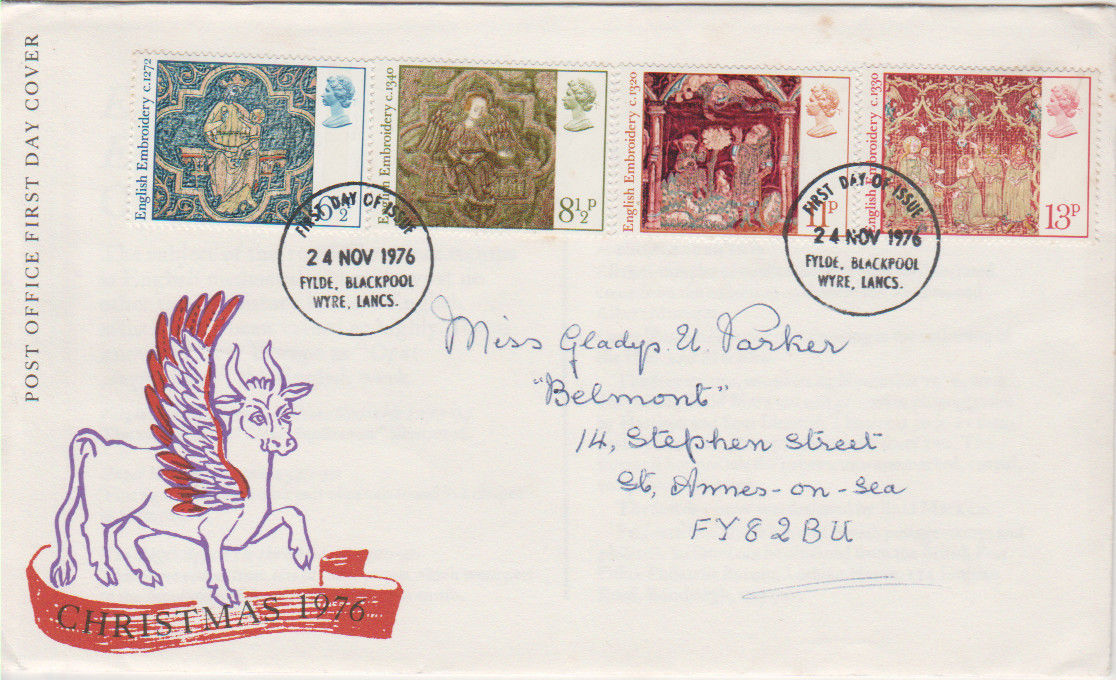 POST OFFICE FIRST DAY COVER
English Embroidery c.1272
English Embroidery c.1340
8½P
English Embroidery c.1320
11P
English Embroidery c.1330
13P
FIRST DAY OF ISSUE
24 NOV 1976
FYLDE, BLACKPOOL
WYRE, LANCS.
FIRST DAY OF ISSUE
24 NOV 1976
FYLDE, BLACKPOOL
WYRE, LANCS.
Miss Gladys. U. Parker
"Belmont"
14, Stephen Street
St, Annes-on-Sea
FY8 2BU
CHRISTMAS 1976